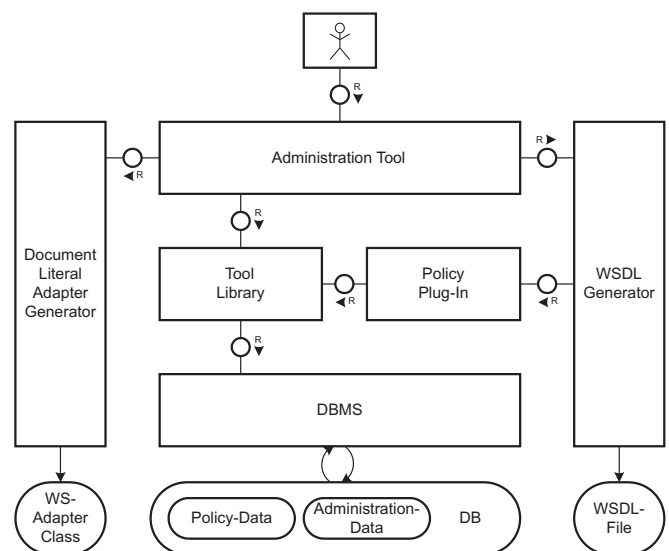 R
Administration Tool
R
R
Document
Literal
Adapter
Generator
R
Tool
Library
R
Policy
Plug-In
R
WSDL
Generator
R
DBMS
WS-
Adapter
Class
Policy-Data
Administration-
Data
DB
WSDL-
File